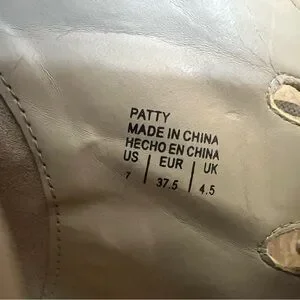 PATTY
MADE IN CHINA
HECHO EN CHINA
US | EUR | UK
7 | 37.5 | 4.5